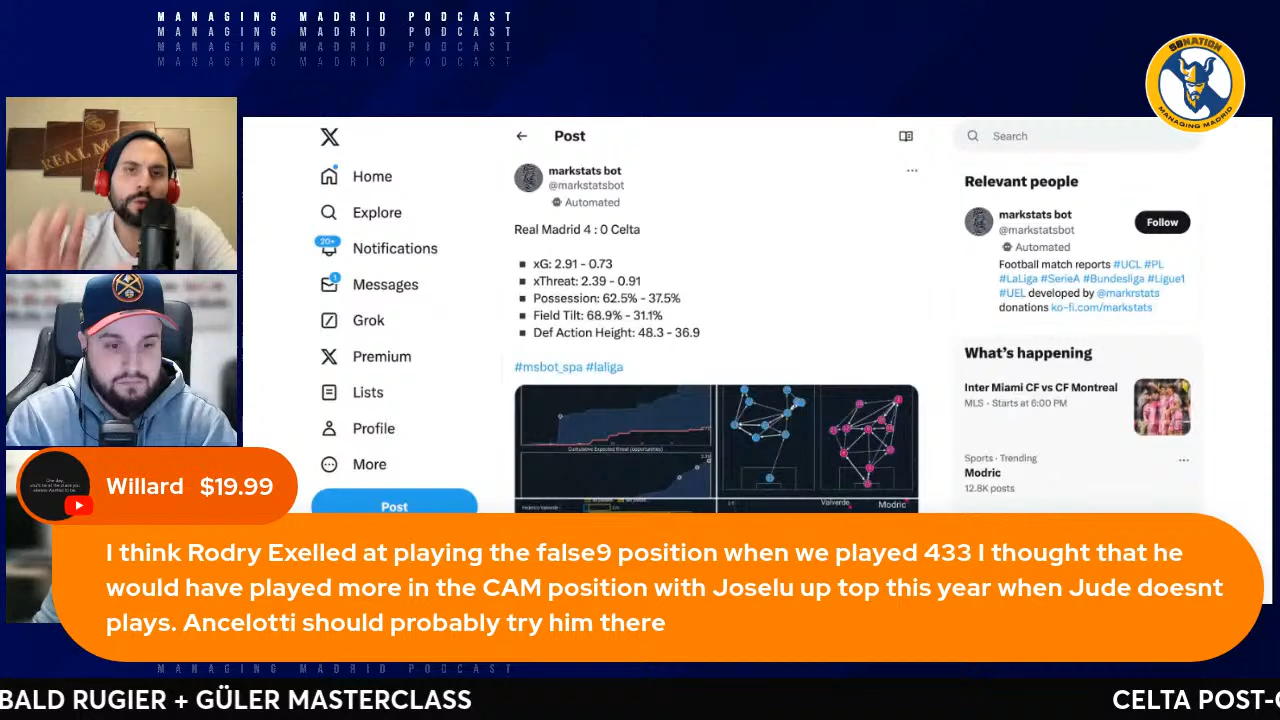 MANAGING MADRID PODCAST
MANAGING MADRID PODCAST
MANAGING MADRID PODCAST
MANAGING MADRID PODCAST
SBNATION
MANAGING MADRID
REAL M
Home
Explore
20+
Notifications
1
Messages
Grok
Premium
Lists
Profile
More
Post
Post
markstats bot
@markstatsbot
Automated
Real Madrid 4 : 0 Celta
xG: 2.91 - 0.73
xThreat: 2.39 - 0.91
Possession: 62.5% - 37.5%
Field Tilt: 68.9% - 31.1%
Def Action Height: 48.3 - 36.9
#msbot_spa #laliga
Cumulative Expected threat (opportunities)
Federico Valverde
Valverde
Modric
Search
Relevant people
markstats bot
@markstatsbot
Automated
Follow
Football match reports #UCL #PL
#LaLiga #SerieA #Bundesliga #Ligue1
#UEL developed by @markrstats
donations ko-fi.com/markstats
What's happening
Inter Miami CF vs CF Montreal
MLS · Starts at 6:00 PM
Sports · Trending
Modric
12.8K posts
Willard $19.99
I think Rodry Exelled at playing the false9 position when we played 433 I thought that he
would have played more in the CAM position with Joselu up top this year when Jude doesnt
plays. Ancelotti should probably try him there
MANAGING MADRID PODCAST
BALD RUGIER + GÜLER MASTERCLASS
CELTA POST-